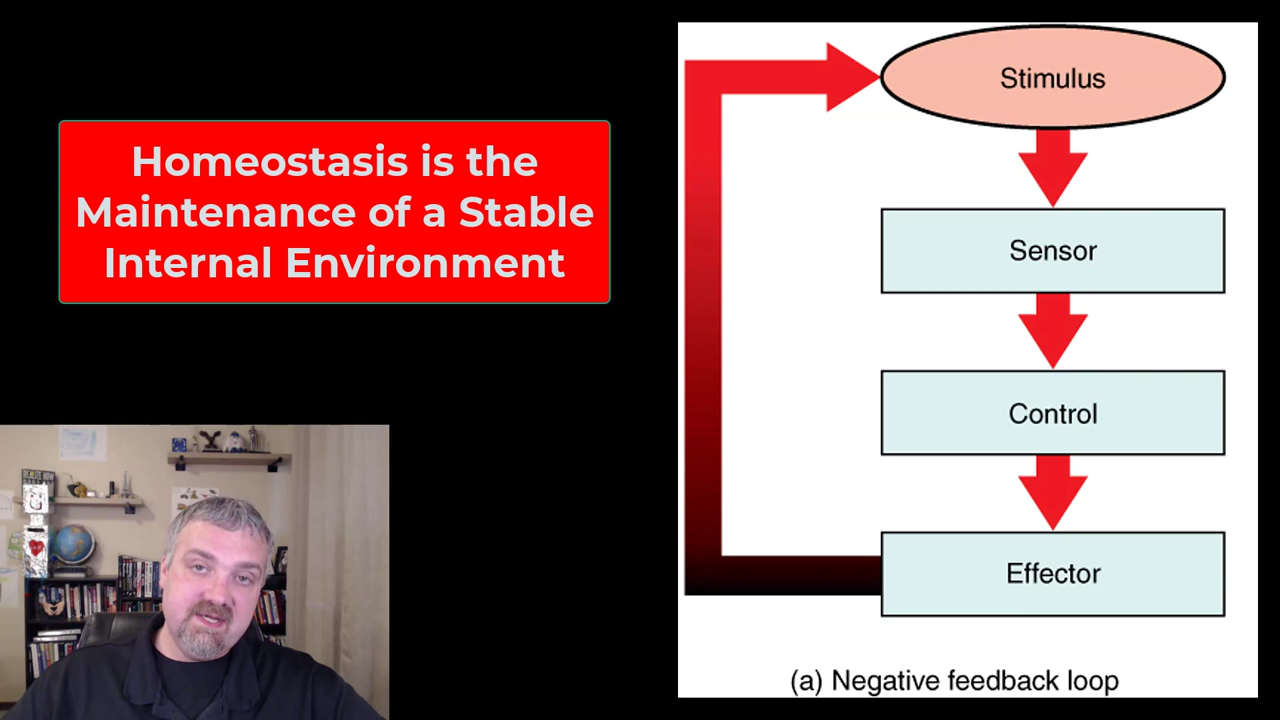 Homeostasis is the
Maintenance of a Stable
Internal Environment
Stimulus
Sensor
Control
Effector
(a) Negative feedback loop